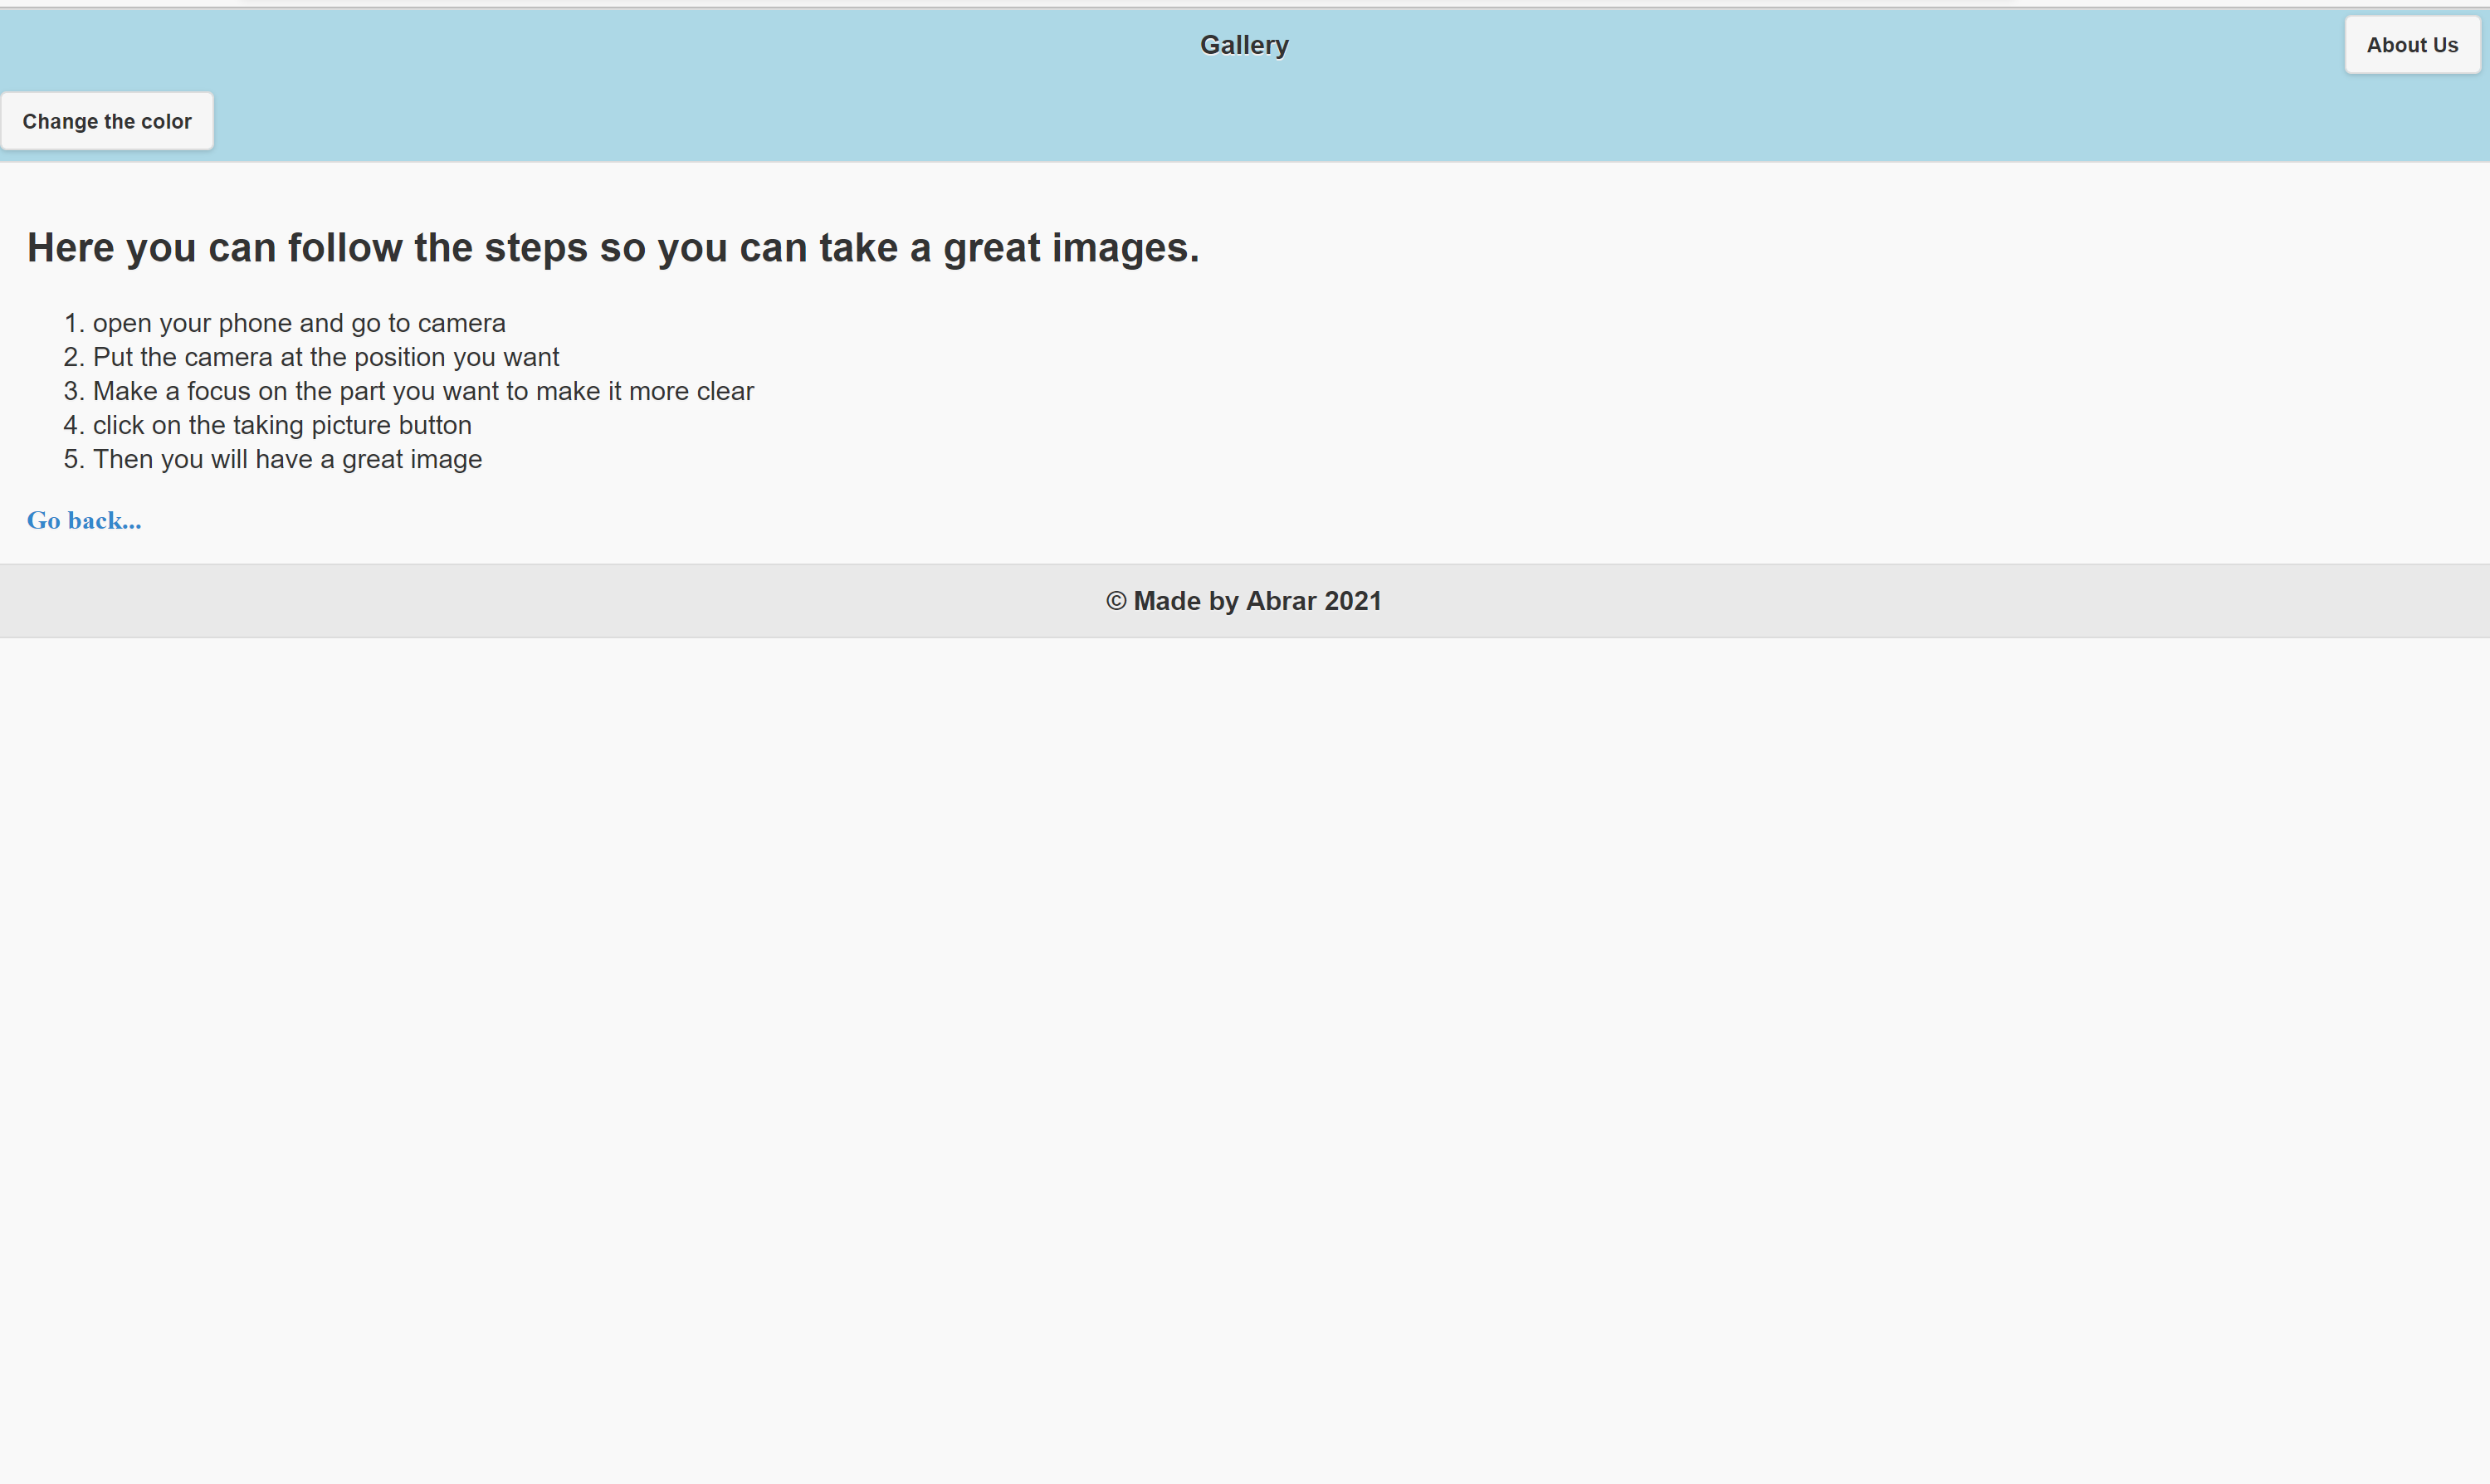 Gallery
About Us
Change the color
Here you can follow the steps so you can take a great images.
1. open your phone and go to camera
2. Put the camera at the position you want
3. Make a focus on the part you want to make it more clear
4. click on the taking picture button
5. Then you will have a great image
Go back...
© Made by Abrar 2021